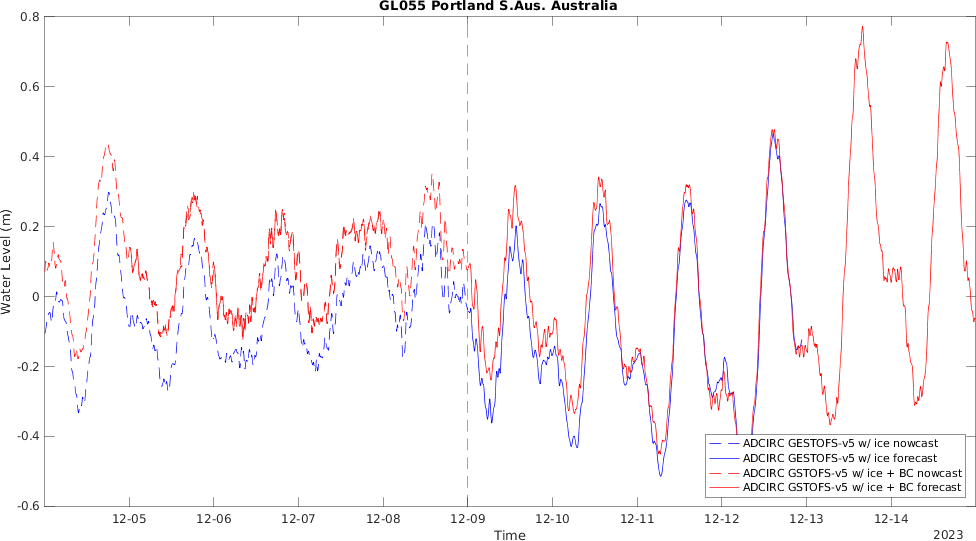 GL055 Portland S.Aus. Australia
0.8
0.6
0.4
0.2
0
-0.2
-0.4
-0.6
Water Level (m)
12-05 12-06 12-07 12-08 12-09 12-10 12-11 12-12 12-13 12-14
Time
2023
ADCIRC GESTOFS-v5 w/ ice nowcast
ADCIRC GESTOFS-v5 w/ ice forecast
ADCIRC GSTOFS-v5 w/ ice + BC nowcast
ADCIRC GSTOFS-v5 w/ ice + BC forecast